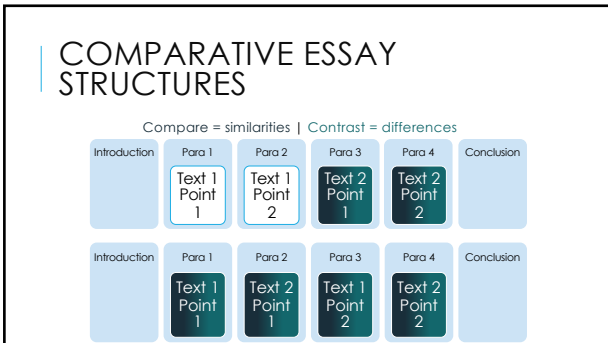 COMPARATIVE ESSAY
STRUCTURES
Compare = similarities | Contrast = differences
Introduction
Para 1
Text 1
Point
1
Para 2
Text 1
Point
2
Para 3
Text 2
Point
1
Para 4
Text 2
Point
2
Conclusion
Introduction
Para 1
Text 1
Point
1
Para 2
Text 2
Point
1
Para 3
Text 1
Point
2
Para 4
Text 2
Point
2
Conclusion